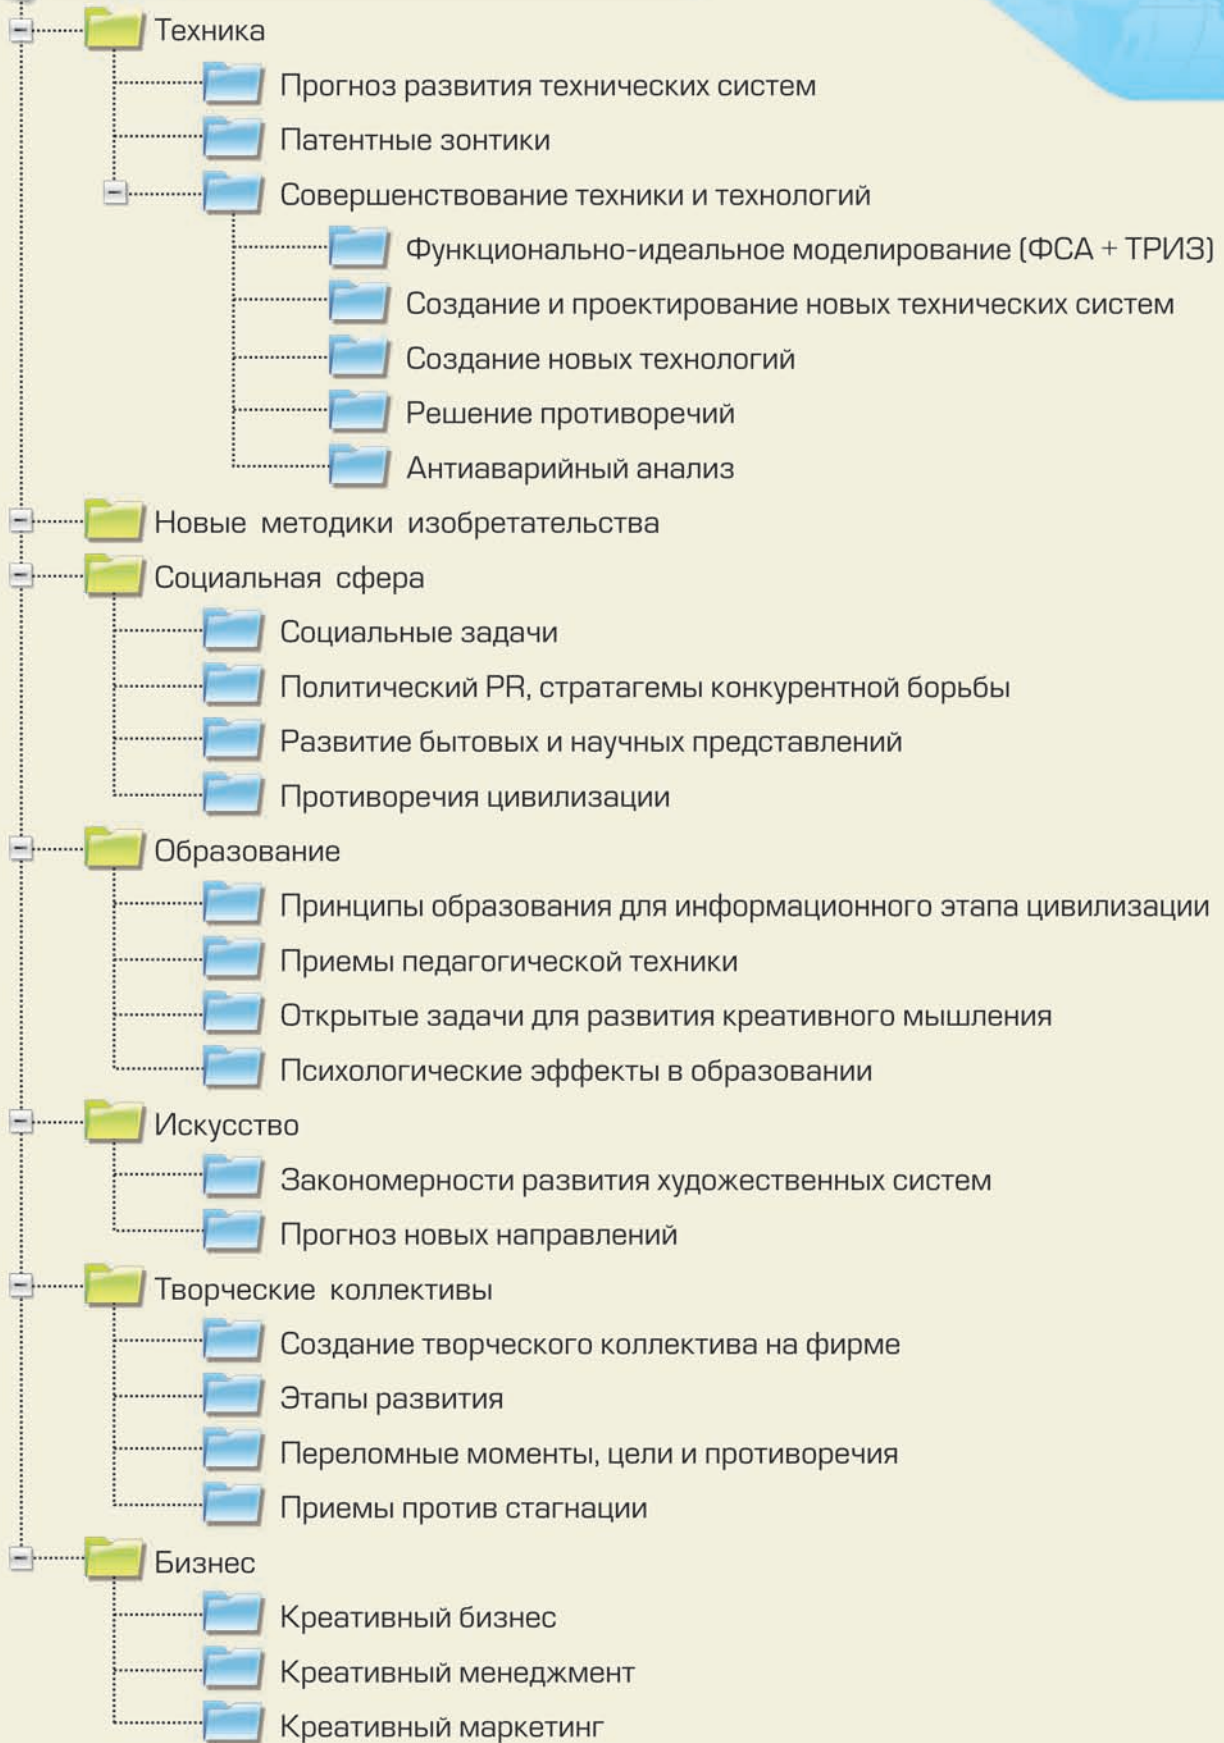 Техника
Прогноз развития технических систем
Патентные зонтики
Совершенствование техники и технологий
Функционально-идеальное моделирование (ФСА + ТРИЗ)
Создание и проектирование новых технических систем
Создание новых технологий
Решение противоречий
Антиаварийный анализ
Новые методики изобретательства
Социальная сфера
Социальные задачи
Политический PR, стратагемы конкурентной борьбы
Развитие бытовых и научных представлений
Противоречия цивилизации
Образование
Принципы образования для информационного этапа цивилизации
Приемы педагогической техники
Открытые задачи для развития креативного мышления
Психологические эффекты в образовании
Искусство
Закономерности развития художественных систем
Прогноз новых направлений
Творческие коллективы
Создание творческого коллектива на фирме
Этапы развития
Переломные моменты, цели и противоречия
Приемы против стагнации
Бизнес
Креативный бизнес
Креативный менеджмент
Креативный маркетинг